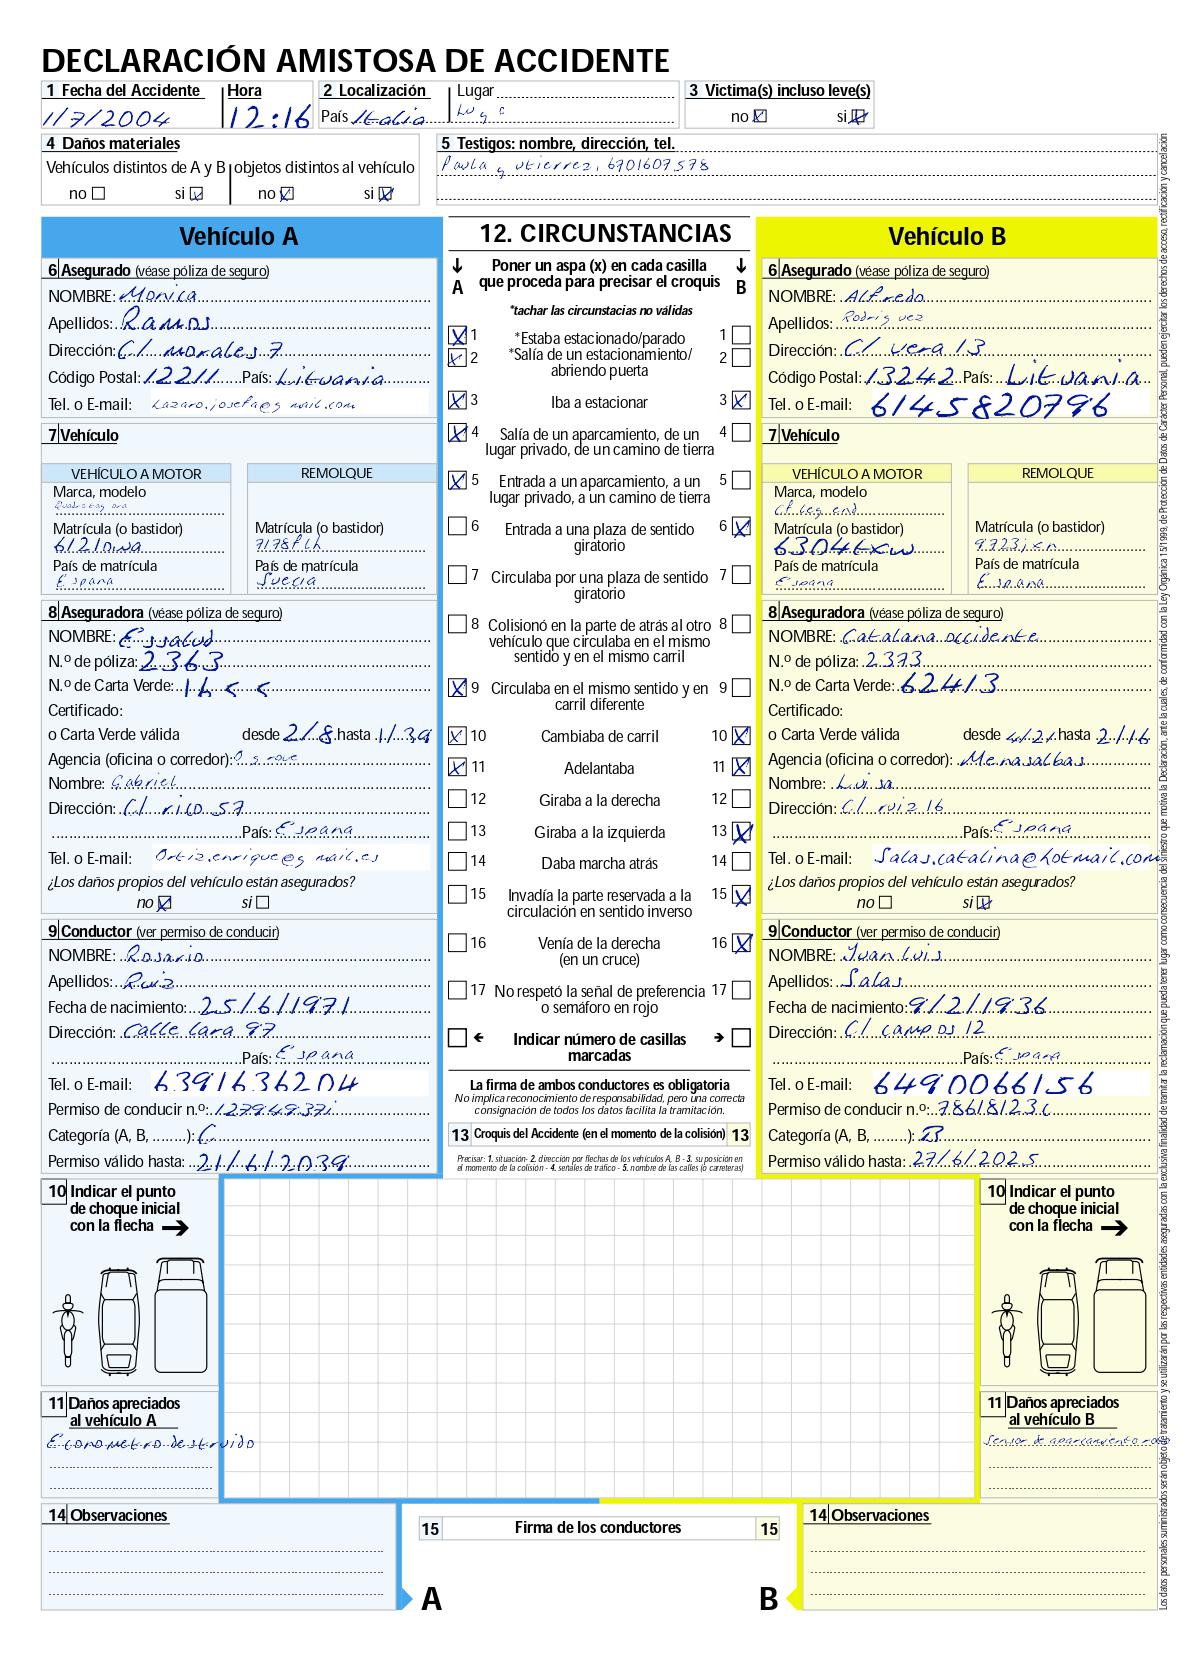 DECLARACIÓN AMISTOSA DE ACCIDENTE
1 Fecha del Accidente Hora
1/7/2004 12:16
2 Localización Lugar
País Italia Lugo
3 Victima(s) incluso leve(s)
no si
4 Daños materiales
Vehículos distintos de A y B objetos distintos al vehículo
no si no si
5 Testigos: nombre, dirección, tel.
Paula gutierrez, 6701607578
Vehículo A
6 Asegurado (véase póliza de seguro)
NOMBRE: Monica
Apellidos: Ramos
Dirección: C/ morales 7
Código Postal: 12211 País: Lituania
Tel. o E-mail: Lazaro.josefa@gmail.com
7 Vehículo
VEHÍCULO A MOTOR REMOLQUE
Marca, modelo
Matrícula (o bastidor) Matrícula (o bastidor)
6121nwa 7178flh
País de matrícula País de matrícula
Espana Suecia
8 Aseguradora (véase póliza de seguro)
NOMBRE: Essalud
N.º de póliza: 2363
N.º de Carta Verde:
Certificado:
o Carta Verde válida desde 2/8 hasta 1/39
Agencia (oficina o corredor): O grove
Nombre: Gabriel
Dirección: C/ rico 57
País: Espana
Tel. o E-mail: Ortiz.enrique@gmail.es
¿Los daños propios del vehículo están asegurados?
no si
9 Conductor (ver permiso de conducir)
NOMBRE: Rosario
Apellidos: Ruiz
Fecha de nacimiento: 25/6/1971
Dirección: Calle lara 97
País: Espana
Tel. o E-mail: 6391636204
Permiso de conducir n.º: 12794937i
Categoría (A, B, ........): C
Permiso válido hasta: 21/6/2039
10 Indicar el punto
de choque inicial
con la flecha ➔
11 Daños apreciados
al vehículo A
Econometro destruido
14 Observaciones
12. CIRCUNSTANCIAS
↓ Poner un aspa (x) en cada casilla ↓
A que proceda para precisar el croquis B
*tachar las circunstacias no válidas
1 *Estaba estacionado/parado 1
2 *Salía de un estacionamiento/ 2
abriendo puerta
3 Iba a estacionar 3
4 Salía de un aparcamiento, de un 4
lugar privado, de un camino de tierra
5 Entrada a un aparcamiento, a un 5
lugar privado, a un camino de tierra
6 Entrada a una plaza de sentido 6
giratorio
7 Circulaba por una plaza de sentido 7
giratorio
8 Colisionó en la parte de atrás al otro 8
vehículo que circulaba en el mismo
sentido y en el mismo carril
9 Circulaba en el mismo sentido y en 9
carril diferente
10 Cambiaba de carril 10
11 Adelantaba 11
12 Giraba a la derecha 12
13 Giraba a la izquierda 13
14 Daba marcha atrás 14
15 Invadía la parte reservada a la 15
circulación en sentido inverso
16 Venía de la derecha 16
(en un cruce)
17 No respetó la señal de preferencia 17
o semáforo en rojo
← Indicar número de casillas →
marcadas
La firma de ambos conductores es obligatoria
No implica reconocimiento de responsabilidad, pero una correcta
consignación de todos los datos facilita la tramitación.
13 Croquis del Accidente (en el momento de la colisión) 13
Precisar: 1. situación- 2. dirección por flechas de los vehículos A, B - 3. su posición en
el momento de la colisión - 4. señales de tráfico - 5. nombre de las calles (o carreteras)
15 Firma de los conductores 15
A B
Vehículo B
6 Asegurado (véase póliza de seguro)
NOMBRE: Alfredo
Apellidos: Rodriguez
Dirección: C/ vera 13
Código Postal: 13242 País: Lituania
Tel. o E-mail: 6145820796
7 Vehículo
VEHÍCULO A MOTOR REMOLQUE
Marca, modelo
Cf legend
Matrícula (o bastidor) Matrícula (o bastidor)
6304txw 9723jxn
País de matrícula País de matrícula
Espana Espana
8 Aseguradora (véase póliza de seguro)
NOMBRE: Catalana occidente
N.º de póliza: 2373
N.º de Carta Verde: 62413
Certificado:
o Carta Verde válida desde 4/21 hasta 2/16
Agencia (oficina o corredor): Menasalbas
Nombre: Luisa
Dirección: C/ ruiz 16
País: Espana
Tel. o E-mail: Salas.catalina@hotmail.com
¿Los daños propios del vehículo están asegurados?
no si
9 Conductor (ver permiso de conducir)
NOMBRE: Juan luis
Apellidos: Salas
Fecha de nacimiento: 9/2/1936
Dirección: C/ campos 12
País: Espana
Tel. o E-mail: 6490066156
Permiso de conducir n.º: 78618123c
Categoría (A, B, ........): B
Permiso válido hasta: 27/6/2025
10 Indicar el punto
de choque inicial
con la flecha ➔
11 Daños apreciados
al vehículo B
Sensor de aparcamiento roto
14 Observaciones
Los datos personales suministrados serán objeto de tratamiento y se utilizarán por las respectivas entidades aseguradas con la exclusiva finalidad de tramitar la reclamación que pueda tener lugar como consecuencia del siniestro que motiva la Declaración, ante la cuales, de conformidad con la Ley Orgánica 15/1999, de Protección de Datos de Carácter Personal, pueden ejercitar los derechos de acceso, rectificación y cancelación